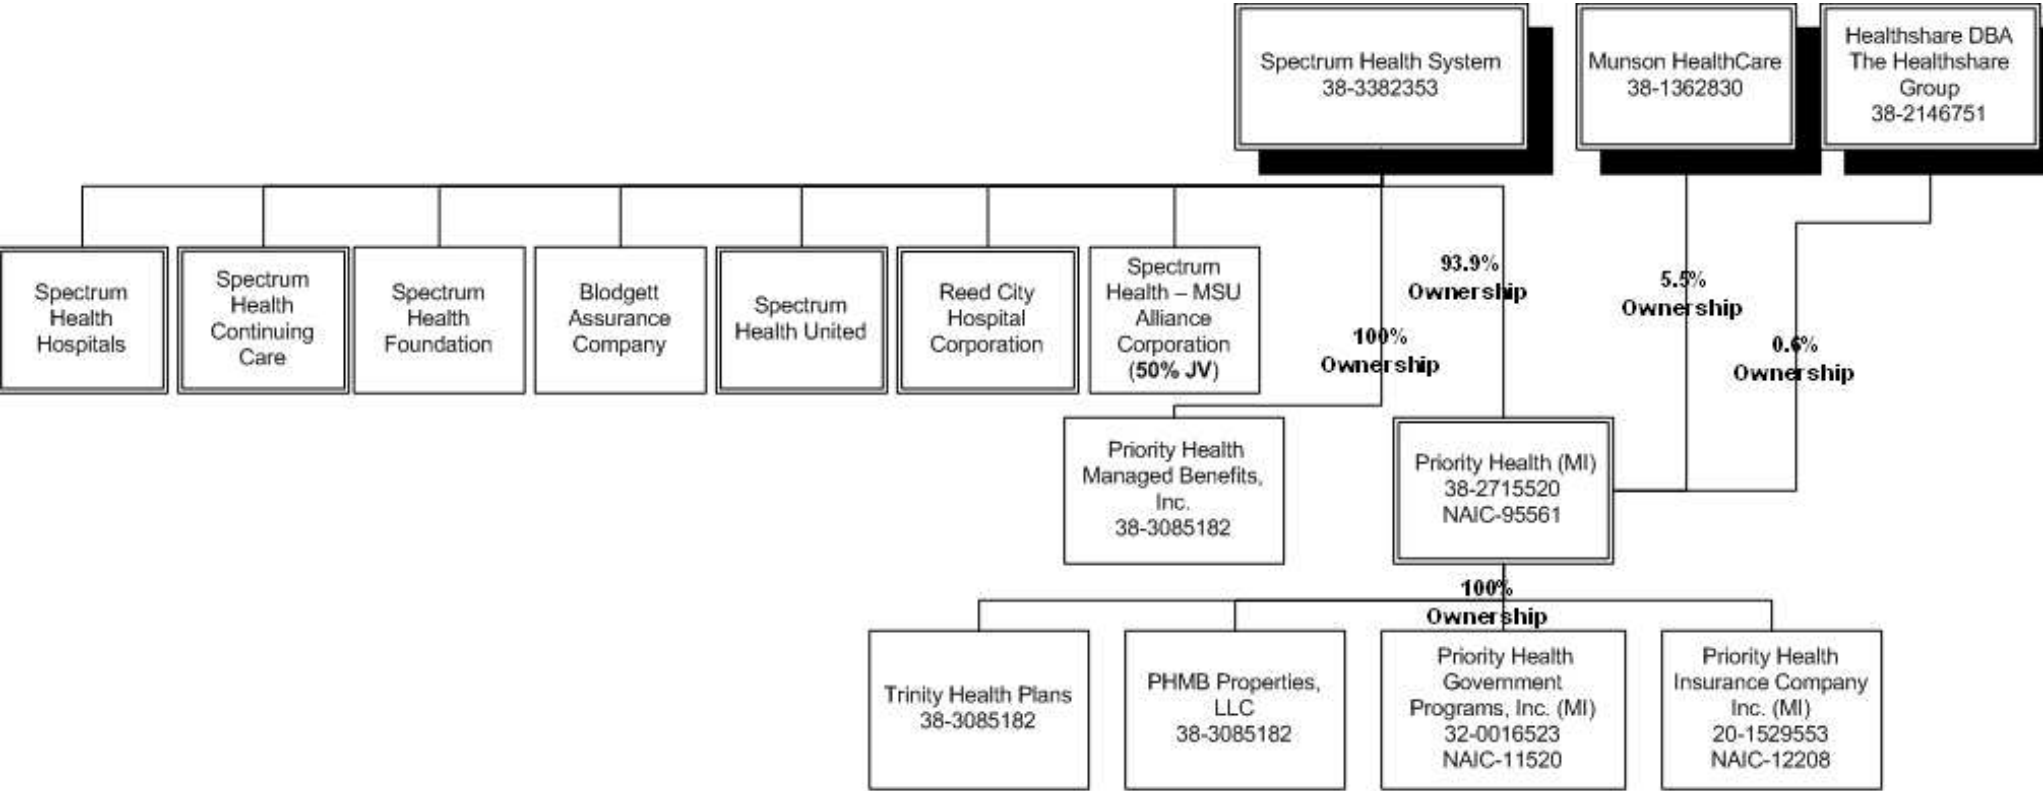 Spectrum Health System
38-3382353
Munson HealthCare
38-1362830
Healthshare DBA
The Healthshare
Group
38-2146751
Spectrum
Health
Hospitals
Spectrum
Health
Continuing
Care
Spectrum
Health
Foundation
Blodgett
Assurance
Company
Spectrum
Health United
Reed City
Hospital
Corporation
Spectrum
Health – MSU
Alliance
Corporation
(50% JV)
100%
Ownership
93.9%
Ownership
5.5%
Ownership
0.6%
Ownership
Priority Health
Managed Benefits,
Inc.
38-3085182
Priority Health (MI)
38-2715520
NAIC-95561
100%
Ownership
Trinity Health Plans
38-3085182
PHMB Properties,
LLC
38-3085182
Priority Health
Government
Programs, Inc. (MI)
32-0016523
NAIC-11520
Priority Health
Insurance Company
Inc. (MI)
20-1529553
NAIC-12208